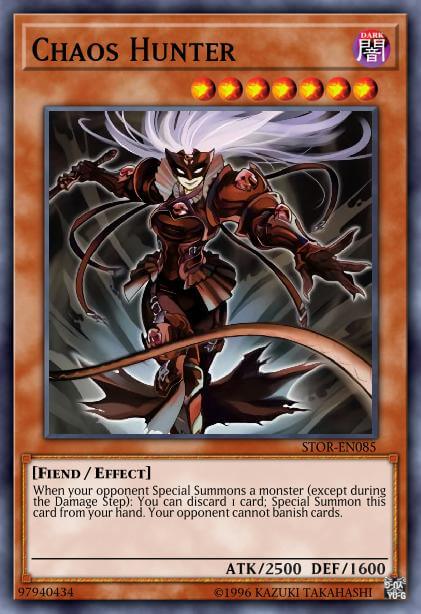 Chaos Hunter
DARK
闇
STOR-EN085
[Fiend / Effect]
When your opponent Special Summons a monster (except during
the Damage Step): You can discard 1 card; Special Summon this
card from your hand. Your opponent cannot banish cards.
ATK/2500 DEF/1600
97940434
©1996 KAZUKI TAKAHASHI